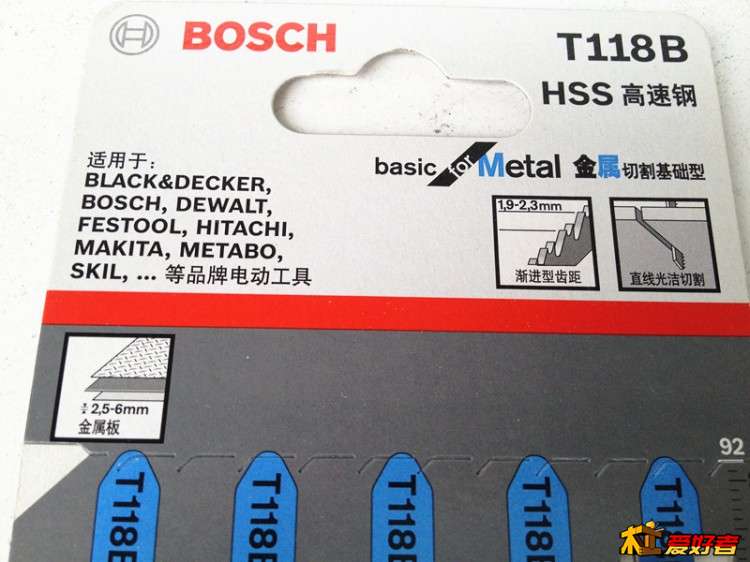 BOSCH
T118B
HSS 高速钢
适用于:
BLACK&DECKER,
BOSCH, DEWALT,
FESTOOL, HITACHI,
MAKITA, METABO,
SKIL, ... 等品牌电动工具
basic for Metal 金属切割基础型
1,9-2,3mm
渐进型齿距
直线光洁切割
2,5-6mm
金属板
92
T118B
T118B
T118B
T118B
T118
木工爱好者